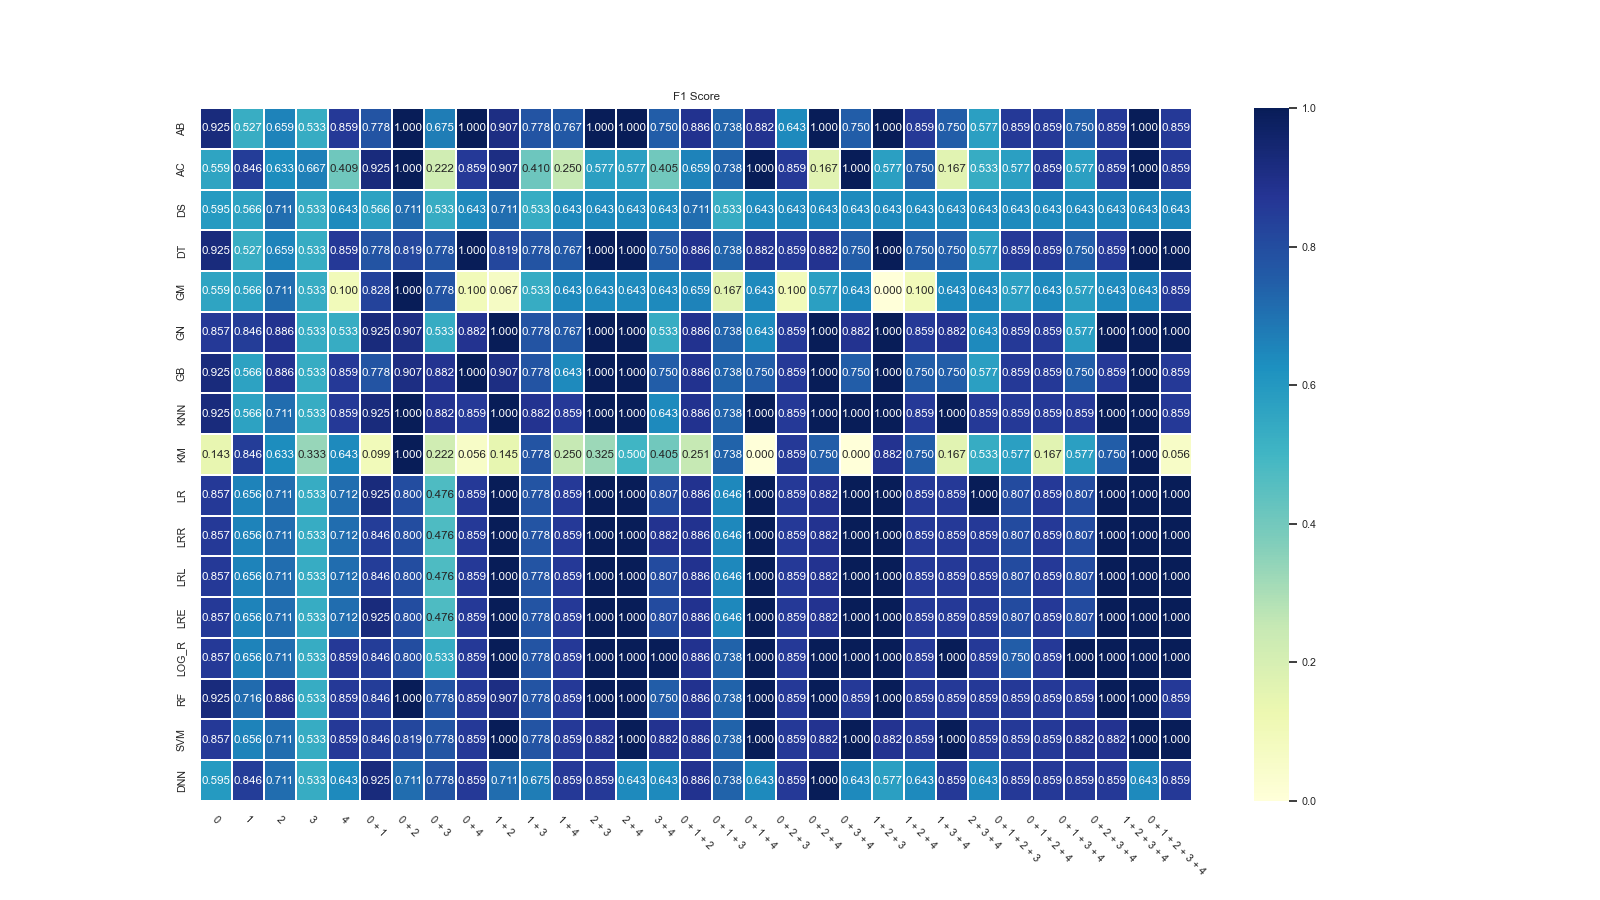 F1 Score
AB 0.925 0.527 0.659 0.533 0.859 0.778 1.000 0.675 1.000 0.907 0.778 0.767 1.000 1.000 0.750 0.886 0.738 0.882 0.643 1.000 0.750 1.000 0.859 0.750 0.577 0.859 0.859 0.750 0.859 1.000 0.859 1.0
AC 0.559 0.846 0.633 0.667 0.409 0.925 1.000 0.222 0.859 0.907 0.410 0.250 0.577 0.577 0.405 0.659 0.738 1.000 0.859 0.167 1.000 0.577 0.750 0.167 0.533 0.577 0.859 0.577 0.859 1.000 0.859
DS 0.595 0.566 0.711 0.533 0.643 0.566 0.711 0.533 0.643 0.711 0.533 0.643 0.643 0.643 0.643 0.711 0.533 0.643 0.643 0.643 0.643 0.643 0.643 0.643 0.643 0.643 0.643 0.643 0.643 0.643 0.643
DT 0.925 0.527 0.659 0.533 0.859 0.778 0.819 0.778 1.000 0.819 0.778 0.767 1.000 1.000 0.750 0.886 0.738 0.882 0.859 0.882 0.750 1.000 0.750 0.750 0.577 0.859 0.859 0.750 0.859 1.000 1.000 0.8
GM 0.559 0.566 0.711 0.533 0.100 0.828 1.000 0.778 0.100 0.067 0.533 0.643 0.643 0.643 0.643 0.659 0.167 0.643 0.100 0.577 0.643 0.000 0.100 0.643 0.643 0.577 0.643 0.577 0.643 0.643 0.859
GN 0.857 0.846 0.886 0.533 0.533 0.925 0.907 0.533 0.882 1.000 0.778 0.767 1.000 1.000 0.533 0.886 0.738 0.643 0.859 1.000 0.882 1.000 0.859 0.882 0.643 0.859 0.859 0.577 1.000 1.000 1.000
GB 0.925 0.566 0.886 0.533 0.859 0.778 0.907 0.882 1.000 0.907 0.778 0.643 1.000 1.000 0.750 0.886 0.738 0.750 0.859 1.000 0.750 1.000 0.750 0.750 0.577 0.859 0.859 0.750 0.859 1.000 0.859 0.6
KNN 0.925 0.566 0.711 0.533 0.859 0.925 1.000 0.882 0.859 1.000 0.882 0.859 1.000 1.000 0.643 0.886 0.738 1.000 0.859 1.000 1.000 1.000 0.859 1.000 0.859 0.859 0.859 0.859 1.000 1.000 0.859
KM 0.143 0.846 0.633 0.333 0.643 0.099 1.000 0.222 0.056 0.145 0.778 0.250 0.325 0.500 0.405 0.251 0.738 0.000 0.859 0.750 0.000 0.882 0.750 0.167 0.533 0.577 0.167 0.577 0.750 1.000 0.056
LR 0.857 0.656 0.711 0.533 0.712 0.925 0.800 0.476 0.859 1.000 0.778 0.859 1.000 1.000 0.807 0.886 0.646 1.000 0.859 0.882 1.000 1.000 0.859 0.859 1.000 0.807 0.859 0.807 1.000 1.000 1.000
LRR 0.857 0.656 0.711 0.533 0.712 0.846 0.800 0.476 0.859 1.000 0.778 0.859 1.000 1.000 0.882 0.886 0.646 1.000 0.859 0.882 1.000 1.000 0.859 0.859 0.859 0.807 0.859 0.807 1.000 1.000 1.000 0.4
LRL 0.857 0.656 0.711 0.533 0.712 0.846 0.800 0.476 0.859 1.000 0.778 0.859 1.000 1.000 0.807 0.886 0.646 1.000 0.859 0.882 1.000 1.000 0.859 0.859 0.859 0.807 0.859 0.807 1.000 1.000 1.000
LRE 0.857 0.656 0.711 0.533 0.712 0.925 0.800 0.476 0.859 1.000 0.778 0.859 1.000 1.000 0.807 0.886 0.646 1.000 0.859 0.882 1.000 1.000 0.859 0.859 0.859 0.807 0.859 0.807 1.000 1.000 1.000
LOG_R 0.857 0.656 0.711 0.533 0.859 0.846 0.800 0.533 0.859 1.000 0.778 0.859 1.000 1.000 1.000 0.886 0.738 1.000 0.859 1.000 1.000 1.000 0.859 1.000 0.859 0.750 0.859 1.000 1.000 1.000 1.000 0.2
RF 0.925 0.716 0.886 0.533 0.859 0.846 1.000 0.778 0.859 0.907 0.778 0.859 1.000 1.000 0.750 0.886 0.738 1.000 0.859 1.000 0.859 1.000 0.859 0.859 0.859 0.859 0.859 0.859 1.000 1.000 0.859
SVM 0.857 0.656 0.711 0.533 0.859 0.846 0.819 0.778 0.859 1.000 0.778 0.859 0.882 1.000 0.882 0.886 0.738 1.000 0.859 0.882 1.000 0.882 0.859 1.000 0.859 0.859 0.859 0.882 0.882 1.000 1.000
DNN 0.595 0.846 0.711 0.533 0.643 0.925 0.711 0.778 0.859 0.711 0.675 0.859 0.859 0.643 0.643 0.886 0.738 0.643 0.859 1.000 0.643 0.577 0.643 0.859 0.643 0.859 0.859 0.859 0.859 0.643 0.859 0.0
0 1 2 3 4 0 + 1 0 + 2 0 + 3 0 + 4 1 + 2 1 + 3 1 + 4 2 + 3 2 + 4 3 + 4 0 + 1 + 2 0 + 1 + 3 0 + 1 + 4 0 + 2 + 3 0 + 2 + 4 0 + 3 + 4 1 + 2 + 3 1 + 2 + 4 1 + 3 + 4 2 + 3 + 4 0 + 1 + 2 + 3 0 + 1 + 2 + 4 0 + 1 + 3 + 4 0 + 2 + 3 + 4 1 + 2 + 3 + 4 0 + 1 + 2 + 3 + 4